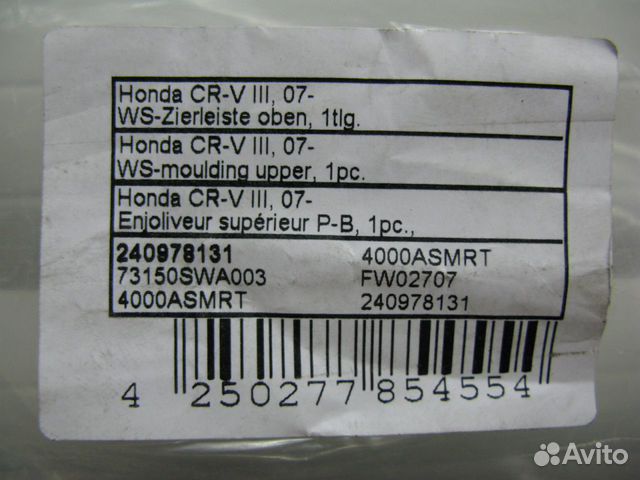 Honda CR-V III, 07-
WS-Zierleiste oben, 1tlg.
Honda CR-V III, 07-
WS-moulding upper, 1pc.
Honda CR-V III, 07-
Enjoliveur supérieur P-B, 1pc.,
240978131 4000ASMRT
73150SWA003 FW02707
4000ASMRT 240978131
4 250277 854554
Avito